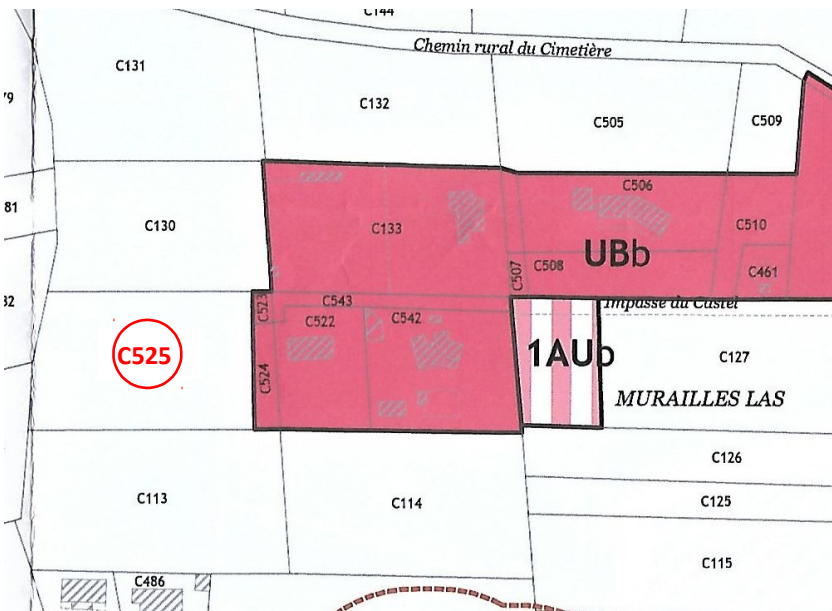 C144
Chemin rural du Cimetière
C131
'9
C132
C505
C509
C506
81
C130
C133
C510
UBb
C507
C508
C461
C523
C543
Impasse du Castel
32
C522
C542
C525
1AUb
C127
C524
MURAILLES LAS
C126
C113
C114
C125
C115
C486